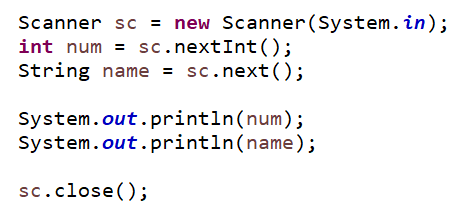 Scanner sc = new Scanner(System.in);
int num = sc.nextInt();
String name = sc.next();
System.out.println(num);
System.out.println(name);
sc.close();